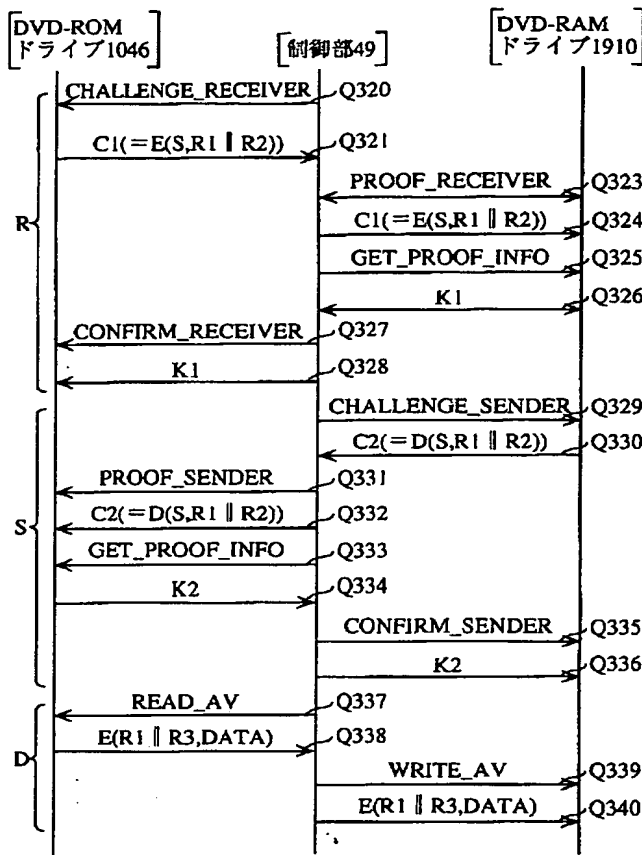 DVD-ROM
ドライブ1046
制御部49
DVD-RAM
ドライブ1910
CHALLENGE_RECEIVER
Q320
C1(=E(S,R1 ‖ R2))
Q321
PROOF_RECEIVER
Q323
C1(=E(S,R1 ‖ R2))
Q324
GET_PROOF_INFO
Q325
R
K1
Q326
CONFIRM_RECEIVER
Q327
K1
Q328
CHALLENGE_SENDER
Q329
C2(=D(S,R1 ‖ R2))
Q330
PROOF_SENDER
Q331
C2(=D(S,R1 ‖ R2))
Q332
S
GET_PROOF_INFO
Q333
K2
Q334
CONFIRM_SENDER
Q335
K2
Q336
READ_AV
Q337
E(R1 ‖ R3,DATA)
Q338
D
WRITE_AV
Q339
E(R1 ‖ R3,DATA)
Q340